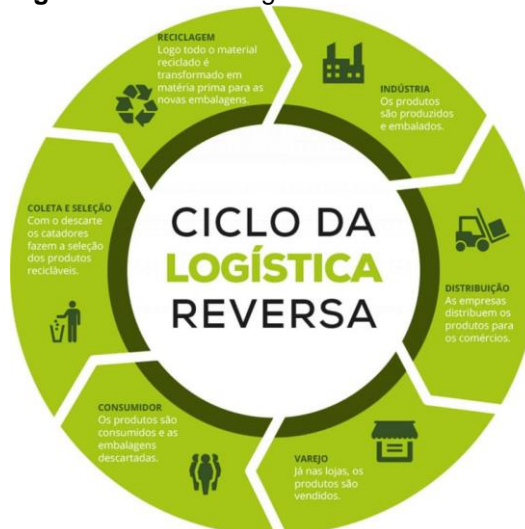 CICLO DA
LOGÍSTICA
REVERSA
INDÚSTRIA
Os produtos
são produzidos
e embalados.
DISTRIBUIÇÃO
As empresas
distribuem os
produtos para
os comércios.
VAREJO
Já nas lojas, os
produtos são
vendidos.
CONSUMIDOR
Os produtos são
consumidos e as
embalagens
descartadas.
COLETA E SELEÇÃO
Com o descarte
os catadores
fazem a seleção
dos produtos
recicláveis.
RECICLAGEM
Logo todo o material
reciclado é
transformado em
matéria prima para as
novas embalagens.